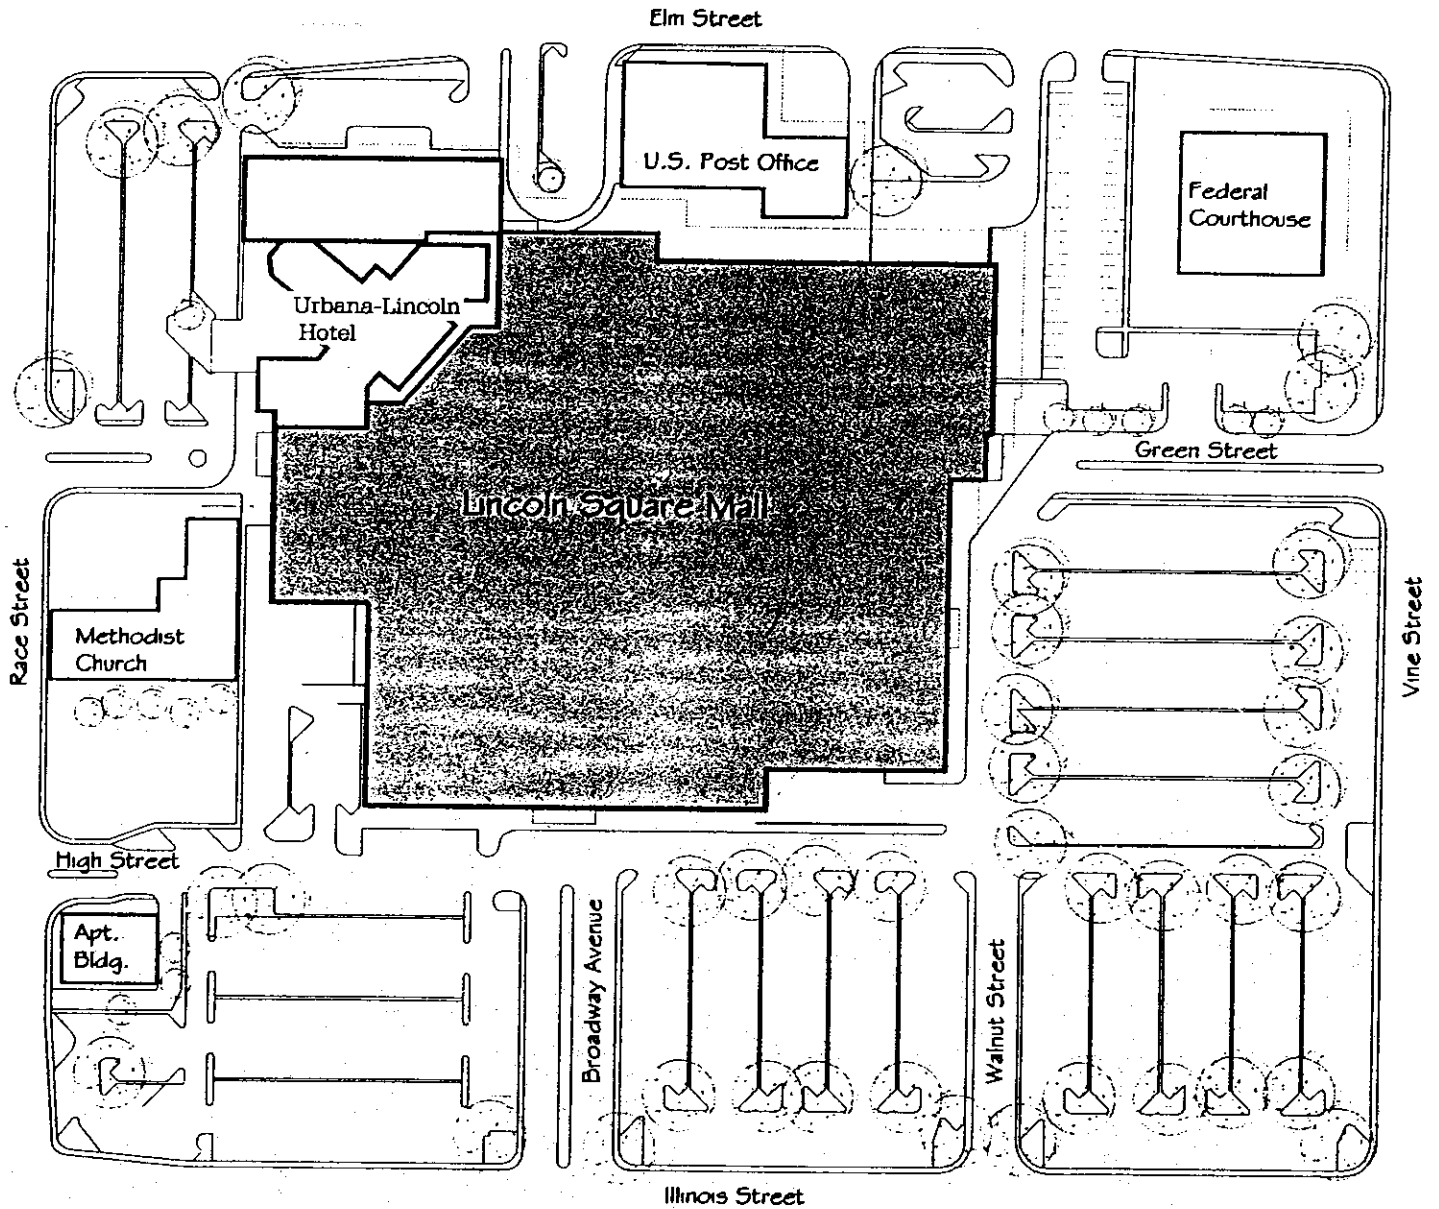 Elm Street
U.S. Post Office
Federal
Courthouse
Urbana-Lincoln
Hotel
Green Street
Lincoln Square Mall
Race Street
Methodist
Church
Vine Street
High Street
Apt.
Bldg.
Broadway Avenue
Walnut Street
Illinois Street